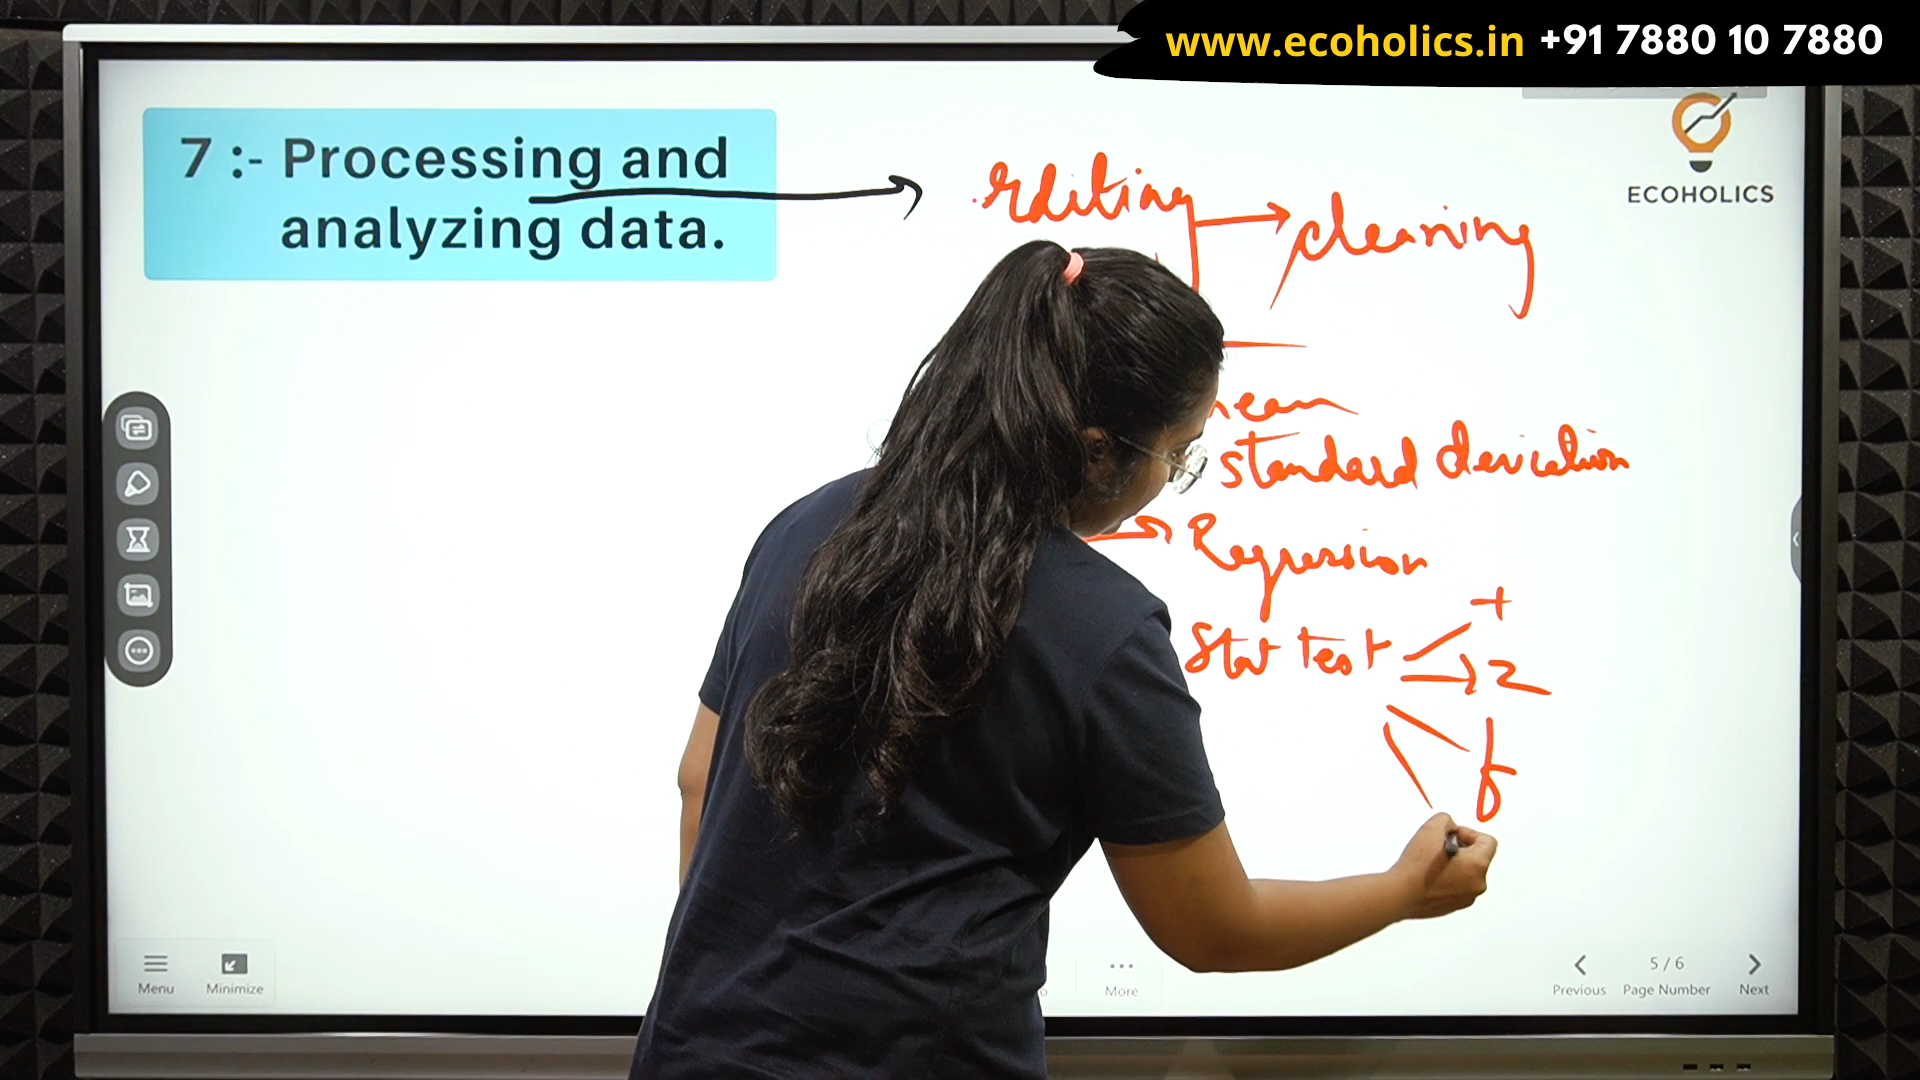 www.ecoholics.in +91 7880 10 7880
7 :- Processing and
analyzing data.
ECOHOLICS
Editing → cleaning
mean
standard deviation
Regression
Stat test
t
z
f
Menu
Minimize
More
Previous
5 / 6
Page Number
Next